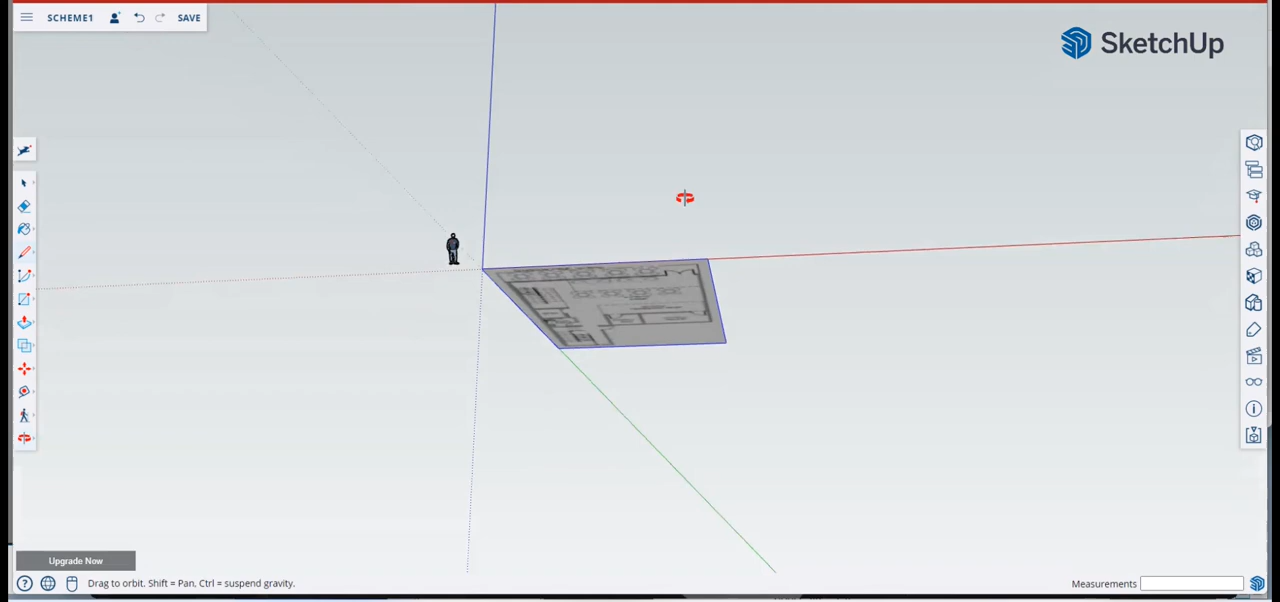 SCHEME1
SAVE
SketchUp
Upgrade Now
Drag to orbit. Shift = Pan, Ctrl = suspend gravity.
Measurements